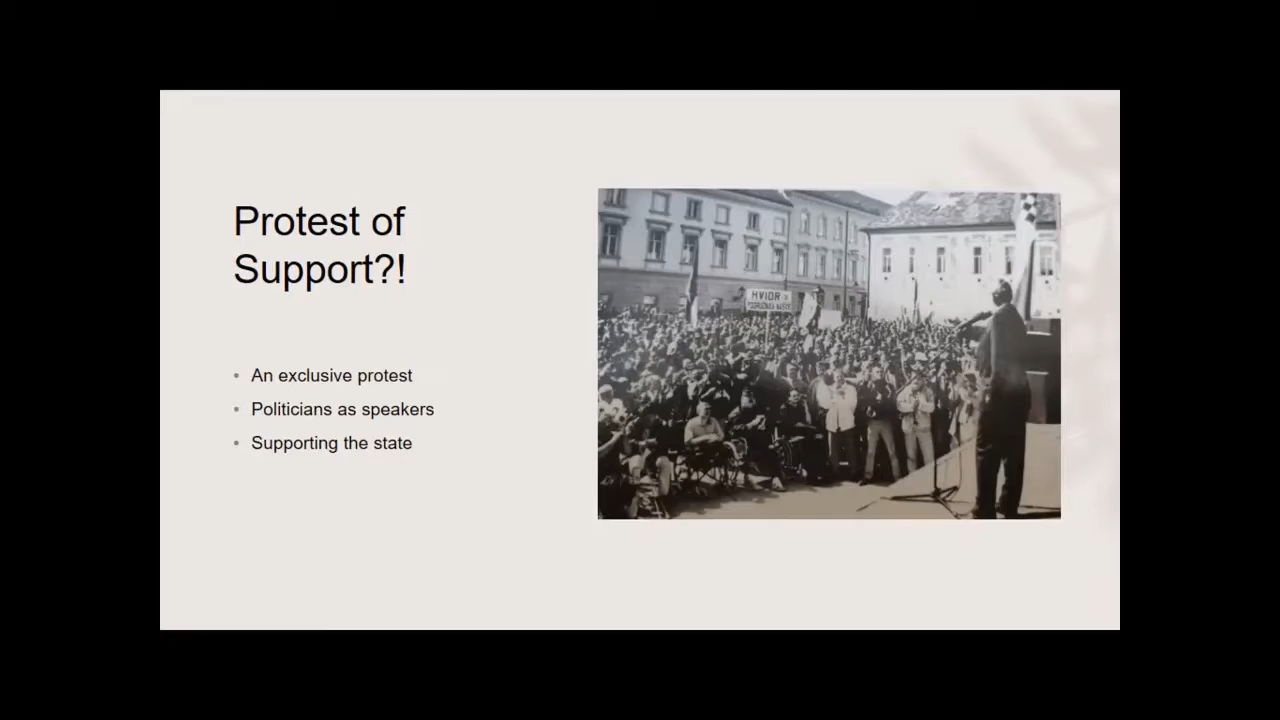 Protest of
Support?!
• An exclusive protest
• Politicians as speakers
• Supporting the state
HVIDR